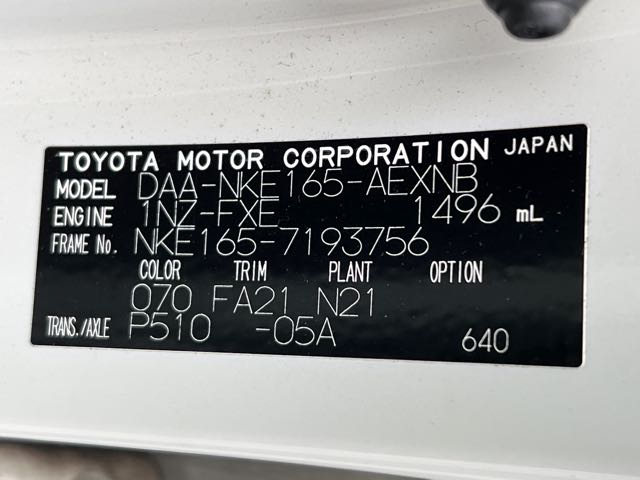 TOYOTA MOTOR CORPORATION JAPAN
MODEL DAA-NKE165-AEXNB
ENGINE 1NZ-FXE 1496 mL
FRAME No. NKE165-7193756
COLOR TRIM PLANT OPTION
070 FA21 N21
TRANS./AXLE P510 -05A 640